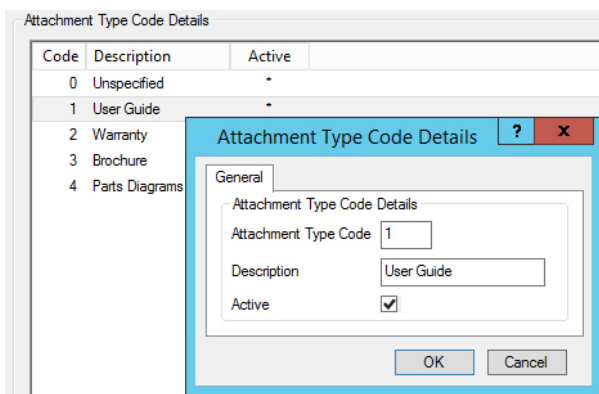 Attachment Type Code Details
Code Description Active
0 Unspecified *
1 User Guide *
2 Warranty
3 Brochure
4 Parts Diagrams
Attachment Type Code Details ? x
General
Attachment Type Code Details
Attachment Type Code 1
Description User Guide
Active
OK Cancel